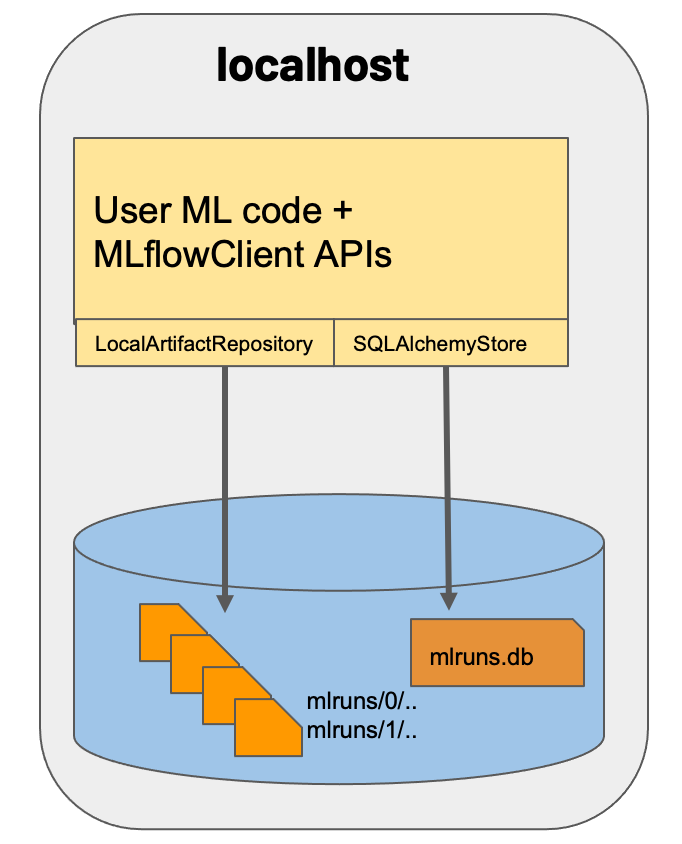 localhost
User ML code +
MLflowClient APIs
LocalArtifactRepository
SQLAlchemyStore
mlruns.db
mlruns/0/..
mlruns/1/..